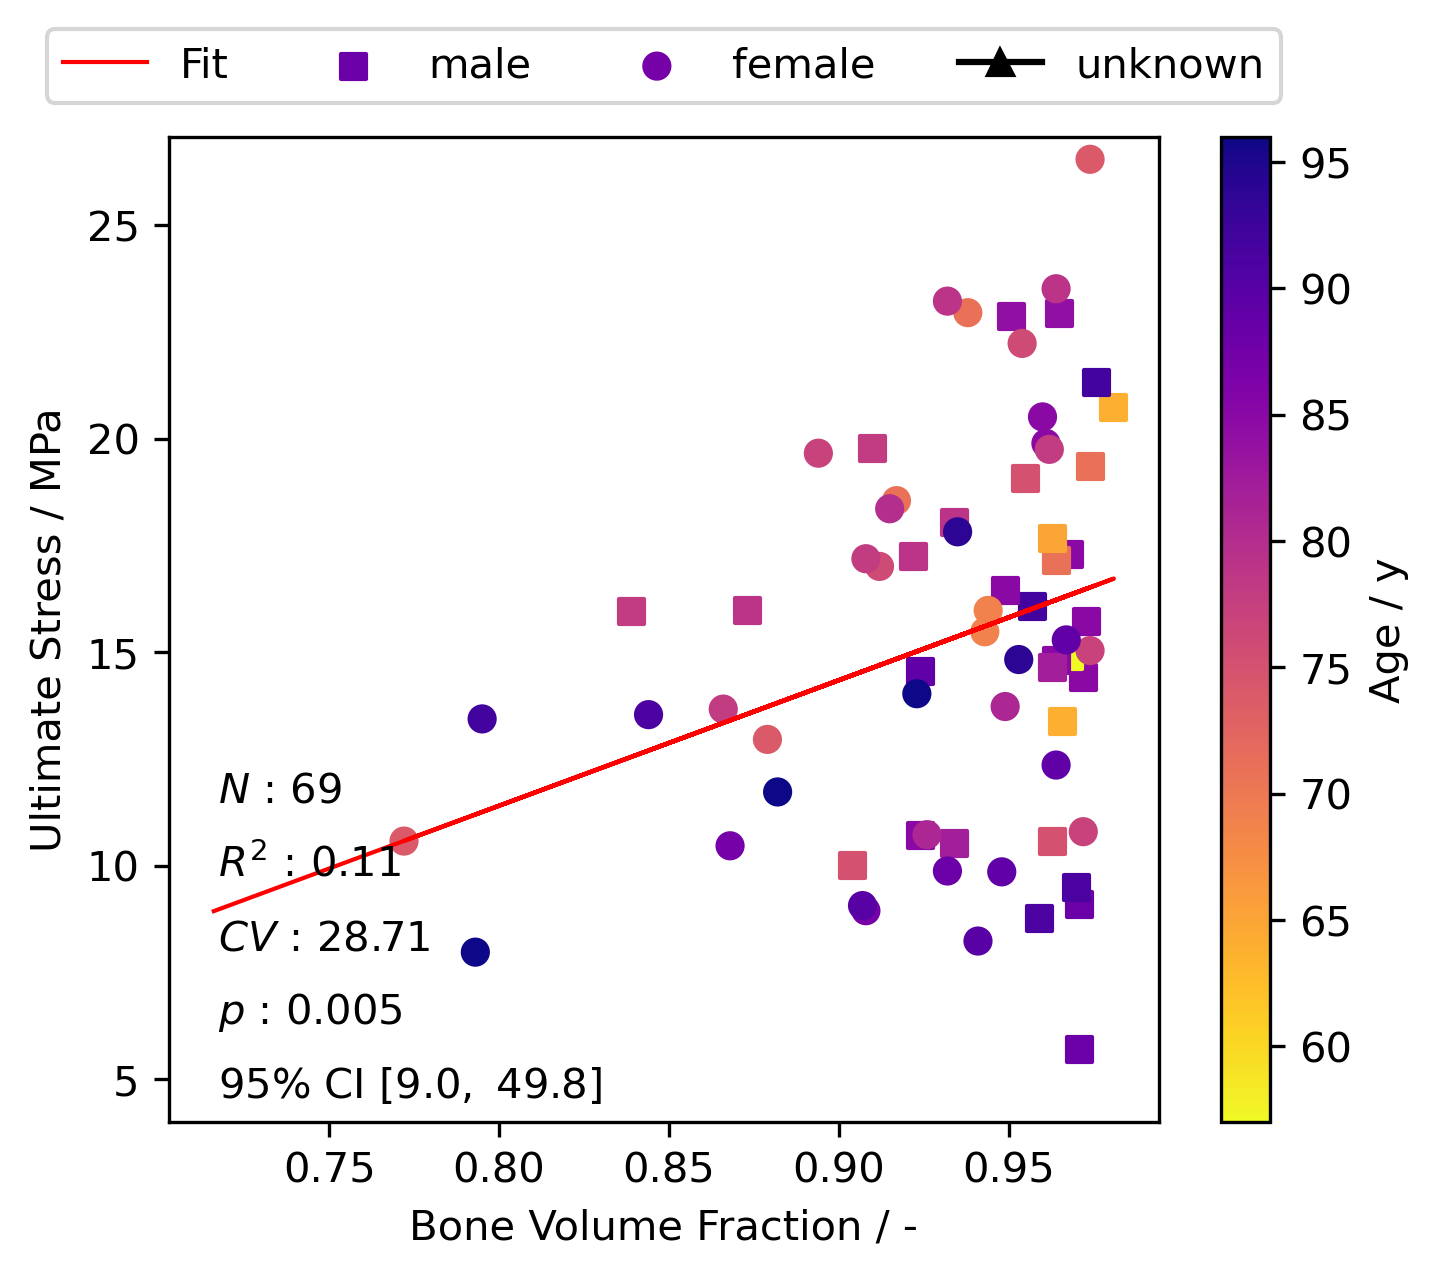 Fit male female unknown
25
20
15
10
5
Ultimate Stress / MPa
N : 69
R² : 0.11
CV : 28.71
p : 0.005
95% CI [9.0, 49.8]
0.75 0.80 0.85 0.90 0.95
Bone Volume Fraction / -
95
90
85
80
75
70
65
60
Age / y